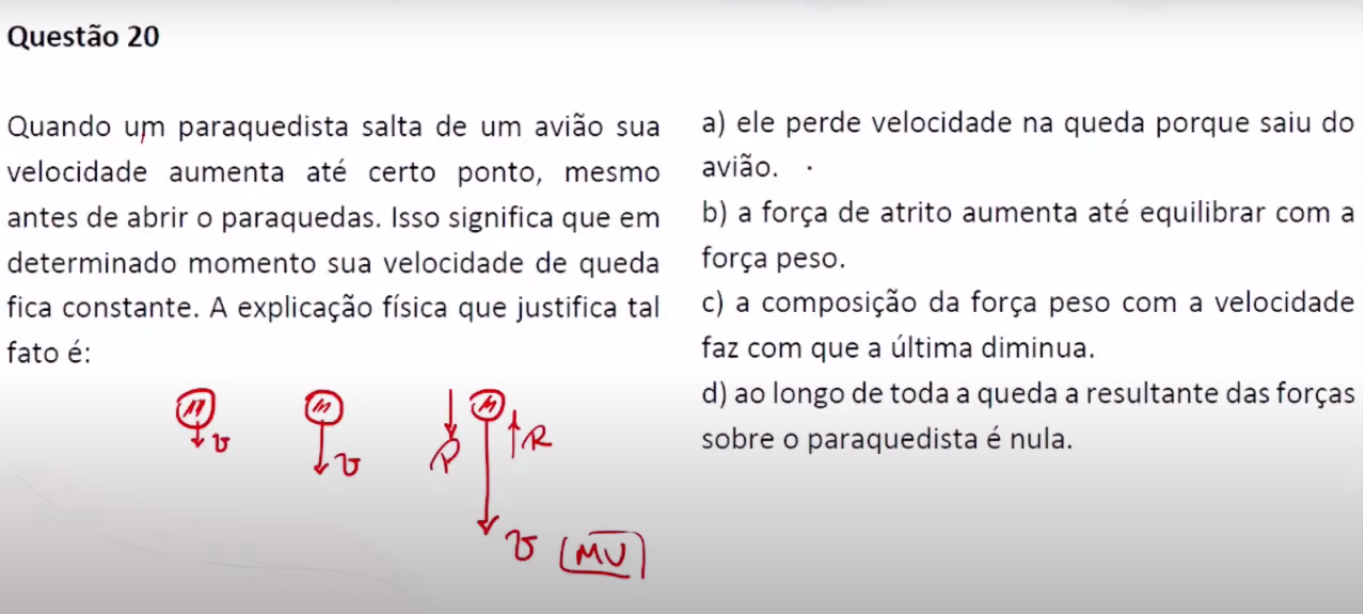 Questão 20
Quando um paraquedista salta de um avião sua
velocidade aumenta até certo ponto, mesmo
antes de abrir o paraquedas. Isso significa que em
determinado momento sua velocidade de queda
fica constante. A explicação física que justifica tal
fato é:
a) ele perde velocidade na queda porque saiu do
avião.
b) a força de atrito aumenta até equilibrar com a
força peso.
c) a composição da força peso com a velocidade
faz com que a última diminua.
d) ao longo de toda a queda a resultante das forças
sobre o paraquedista é nula.
M M M
v v P R
v MU